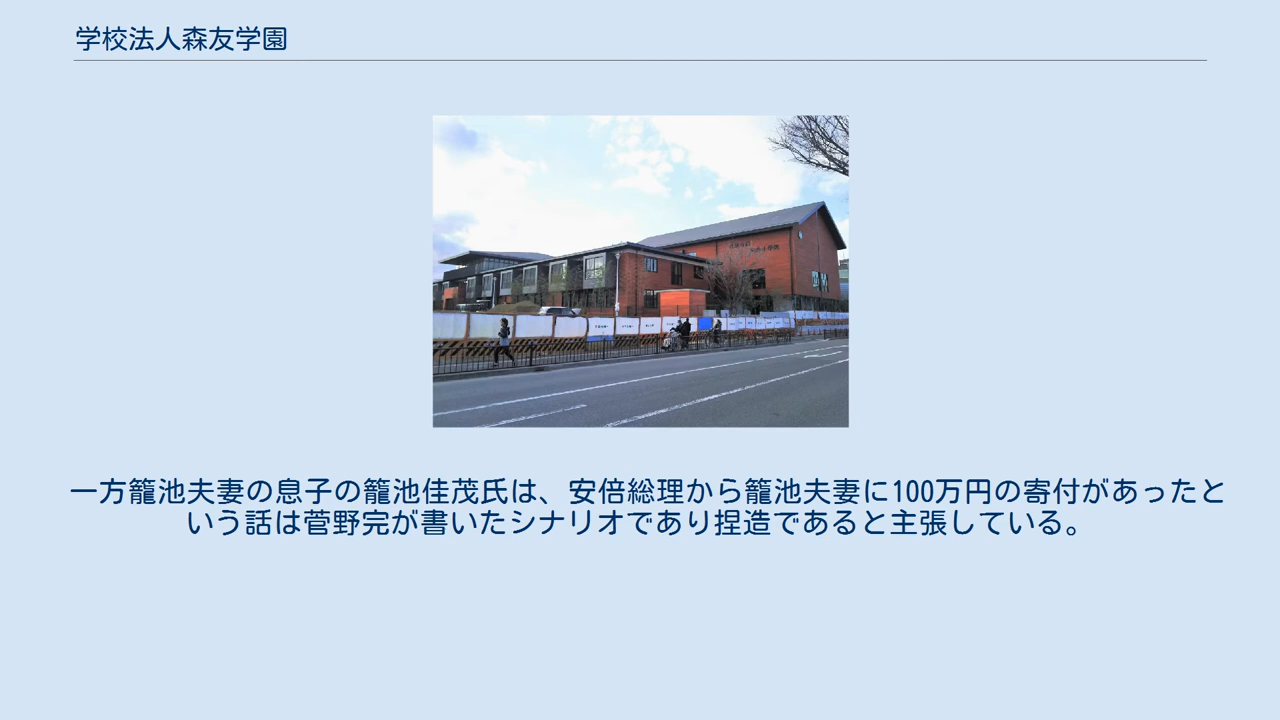 学校法人森友学園
一方籠池夫妻の息子の籠池佳茂氏は、安倍総理から籠池夫妻に100万円の寄付があったと
いう話は菅野完が書いたシナリオであり捏造であると主張している。